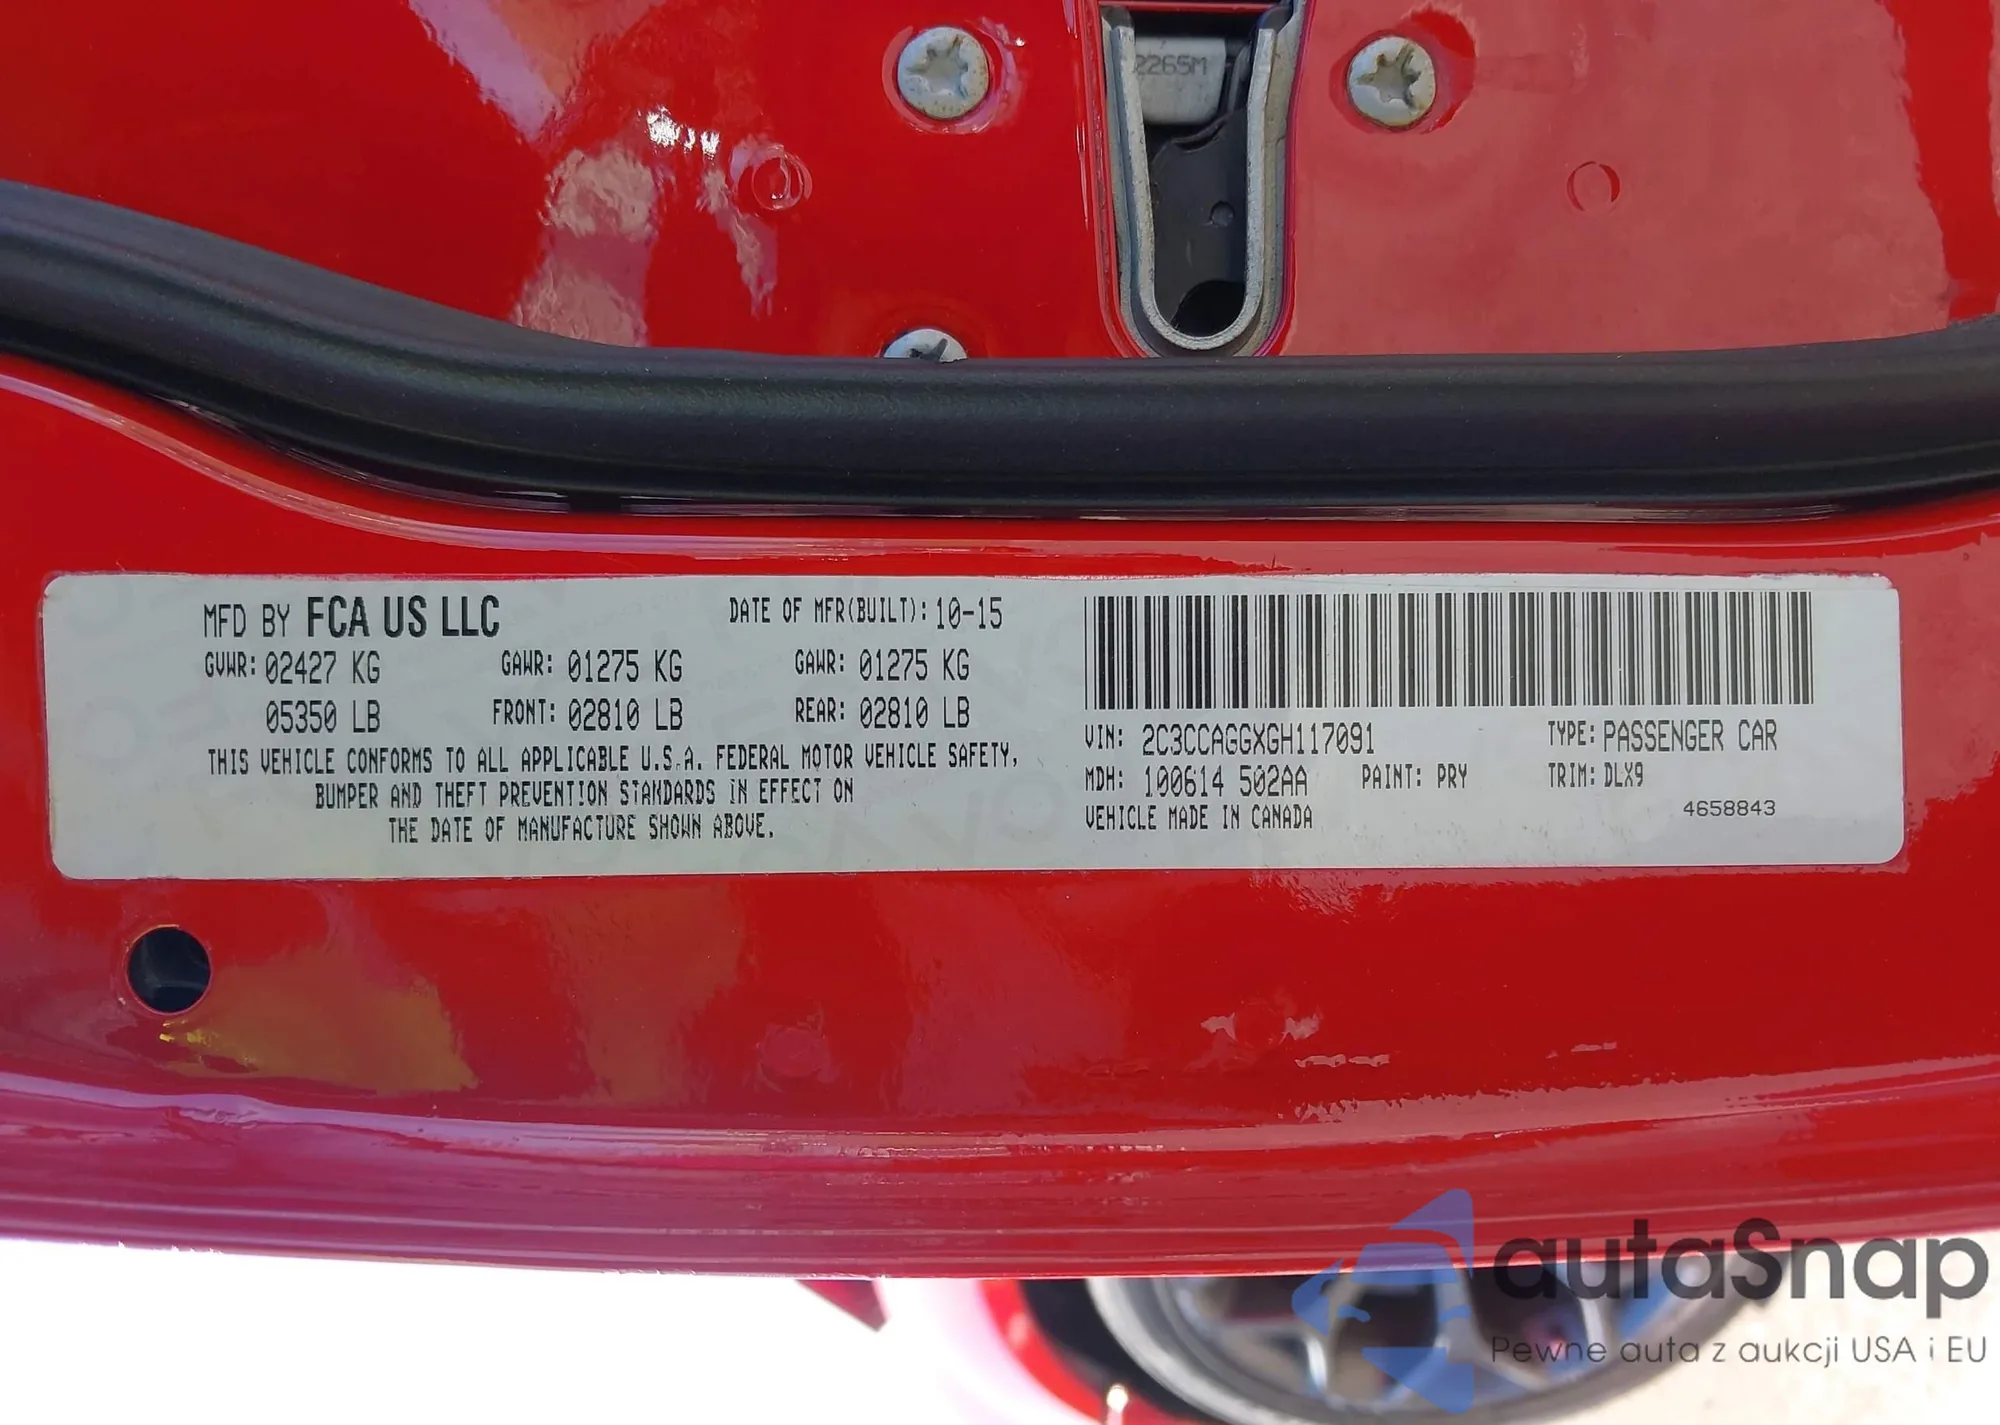 2265M
MFD BY FCA US LLC DATE OF MFR(BUILT): 10-15
GVWR: 02427 KG GAWR: 01275 KG GAWR: 01275 KG
05350 LB FRONT: 02810 LB REAR: 02810 LB
THIS VEHICLE CONFORMS TO ALL APPLICABLE U.S.A. FEDERAL MOTOR VEHICLE SAFETY,
BUMPER AND THEFT PREVENTION STANDARDS IN EFFECT ON
THE DATE OF MANUFACTURE SHOWN ABOVE.
VIN: 2C3CCAGGXGH117091 TYPE: PASSENGER CAR
MDH: 100614 502AA PAINT: PRY TRIM: DLX9
VEHICLE MADE IN CANADA 4658843
autaSnap
Pewne auta z aukcji USA i EU